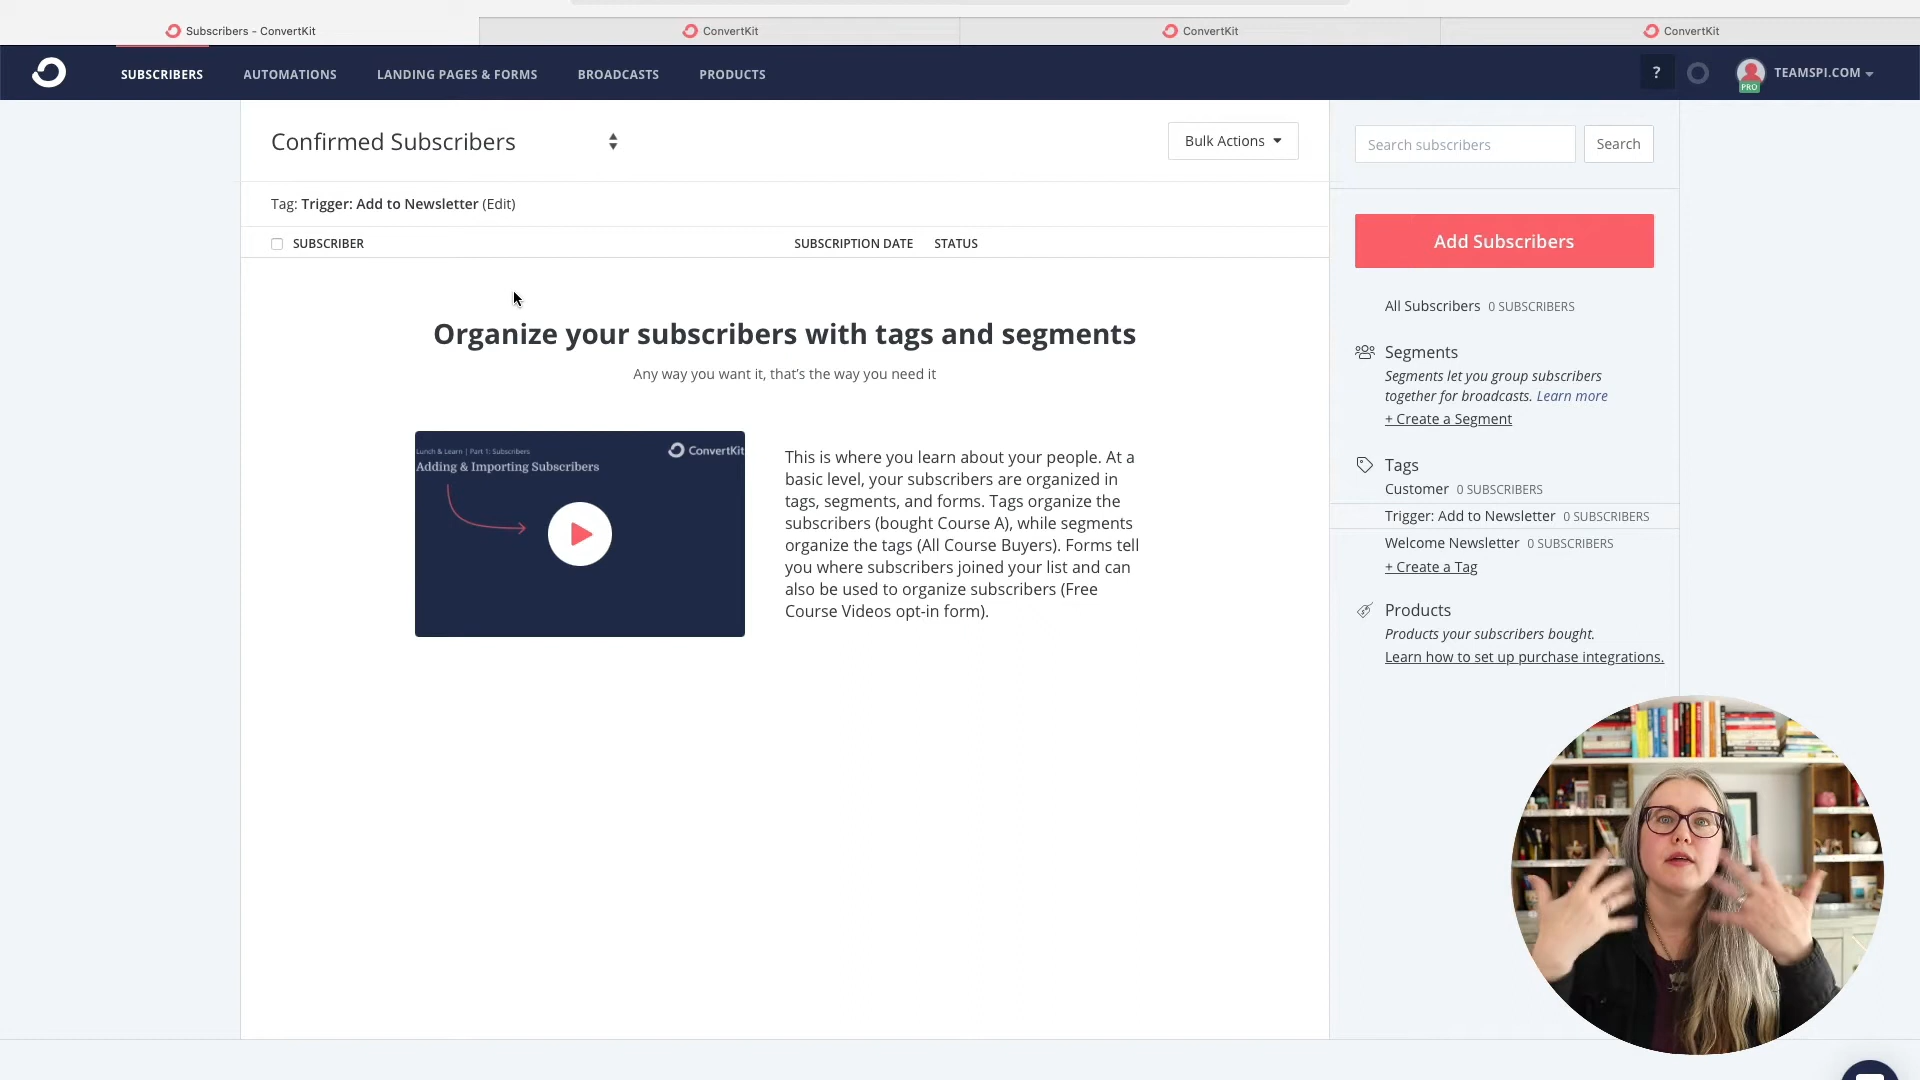 Subscribers – ConvertKit
ConvertKit
ConvertKit
ConvertKit
SUBSCRIBERS
AUTOMATIONS
LANDING PAGES & FORMS
BROADCASTS
PRODUCTS
?
PRO
TEAMSPI.COM
Confirmed Subscribers
Bulk Actions
Search subscribers
Search
Tag: Trigger: Add to Newsletter (Edit)
SUBSCRIBER
SUBSCRIPTION DATE
STATUS
Add Subscribers
Organize your subscribers with tags and segments
Any way you want it, that's the way you need it
Lunch & Learn | Part 1: Subscribers
Adding & Importing Subscribers
ConvertKit
This is where you learn about your people. At a
basic level, your subscribers are organized in
tags, segments, and forms. Tags organize the
subscribers (bought Course A), while segments
organize the tags (All Course Buyers). Forms tell
you where subscribers joined your list and can
also be used to organize subscribers (Free
Course Videos opt-in form).
All Subscribers 0 SUBSCRIBERS
Segments
Segments let you group subscribers
together for broadcasts. Learn more
+ Create a Segment
Tags
Customer 0 SUBSCRIBERS
Trigger: Add to Newsletter 0 SUBSCRIBERS
Welcome Newsletter 0 SUBSCRIBERS
+ Create a Tag
Products
Products your subscribers bought.
Learn how to set up purchase integrations.